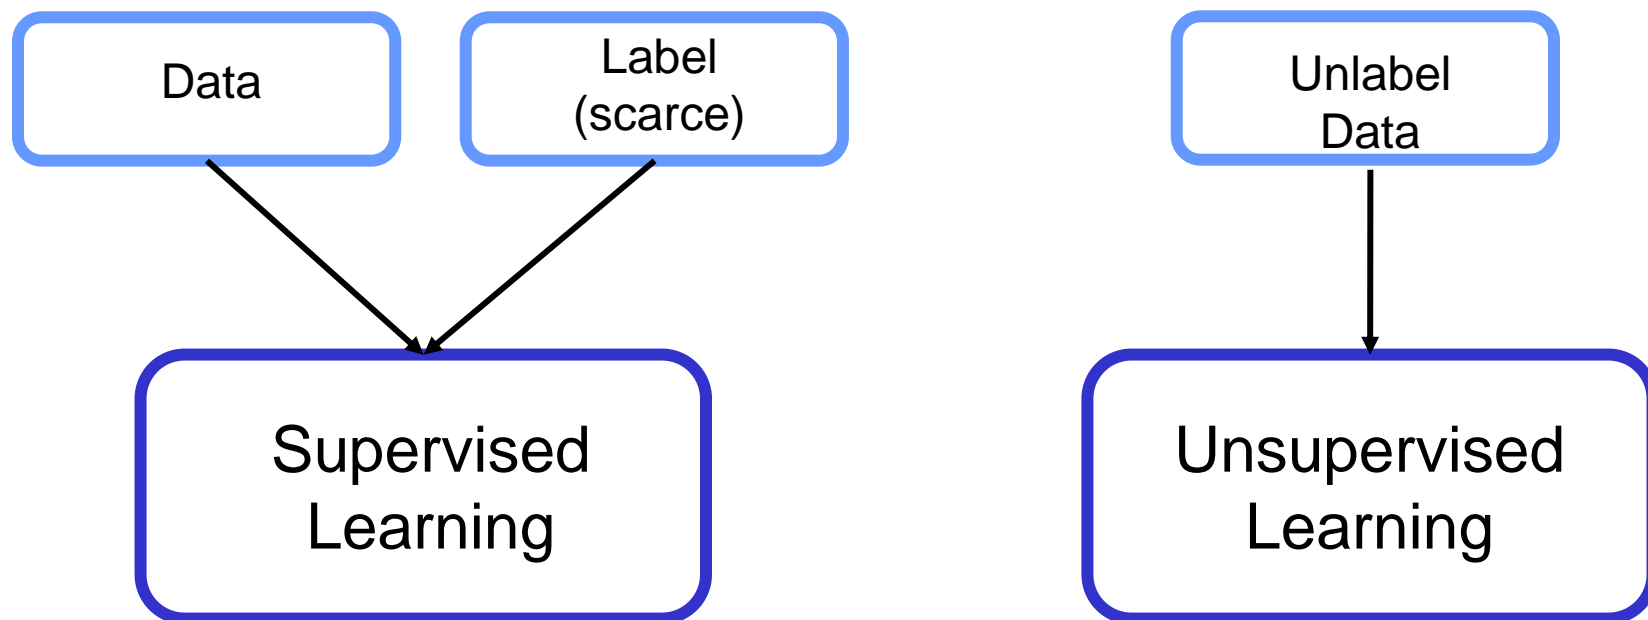 Data
Label
(scarce)
Unlabel
Data
Supervised
Learning
Unsupervised
Learning